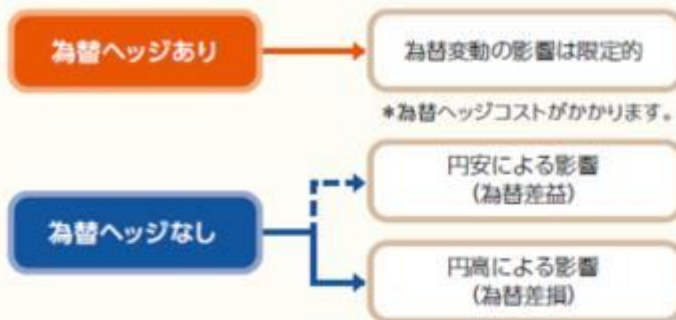 為替ヘッジあり
為替変動の影響は限定的
*為替ヘッジコストがかかります。
為替ヘッジなし
円安による影響
(為替差益)
円高による影響
(為替差損)